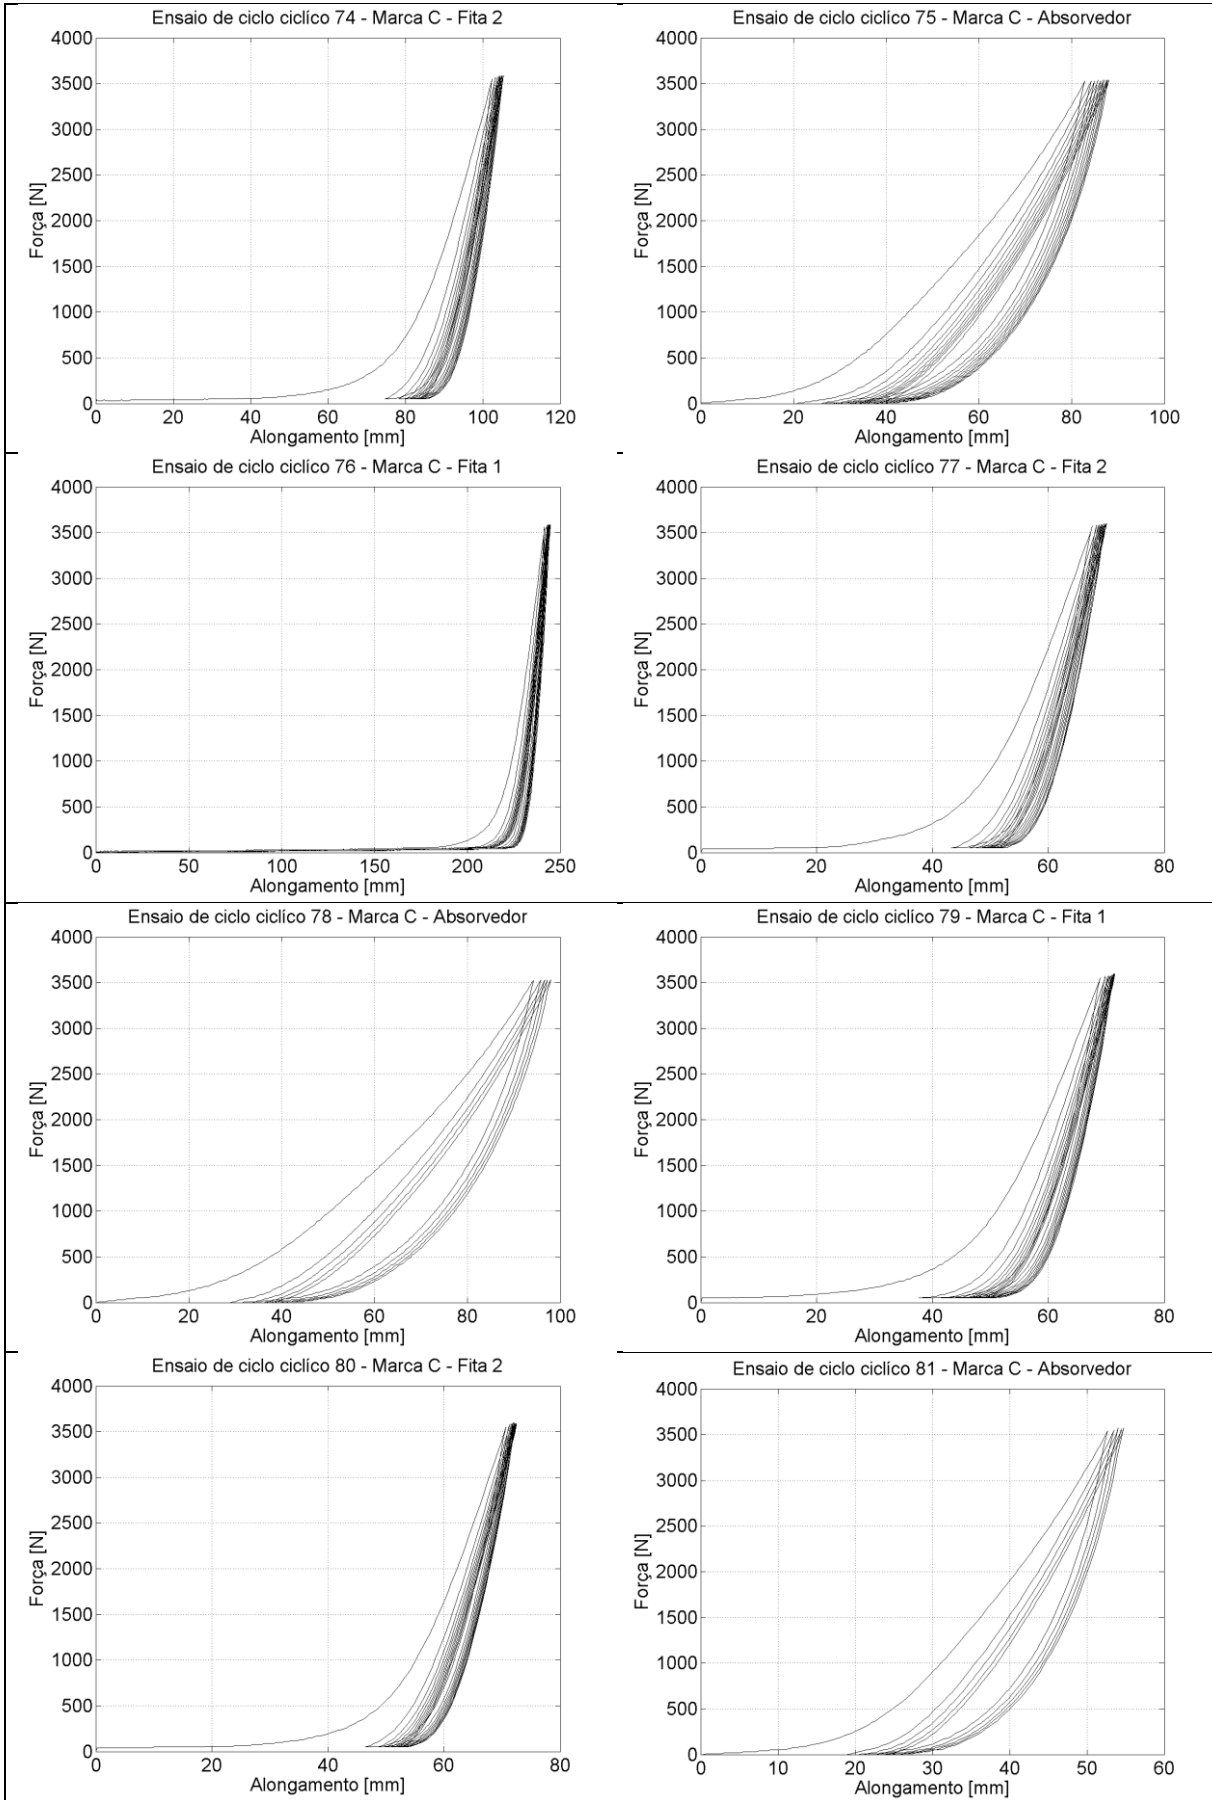 Ensaio de ciclo ciclíco 74 - Marca C - Fita 2
4000
3500
3000
2500
2000
1500
1000
500
0
Força [N]
0 20 40 60 80 100 120
Alongamento [mm]
Ensaio de ciclo ciclíco 75 - Marca C - Absorvedor
4000
3500
3000
2500
2000
1500
1000
500
0
Força [N]
0 20 40 60 80 100
Alongamento [mm]
Ensaio de ciclo ciclíco 76 - Marca C - Fita 1
4000
3500
3000
2500
2000
1500
1000
500
0
Força [N]
0 50 100 150 200 250
Alongamento [mm]
Ensaio de ciclo ciclíco 77 - Marca C - Fita 2
4000
3500
3000
2500
2000
1500
1000
500
0
Força [N]
0 20 40 60 80
Alongamento [mm]
Ensaio de ciclo ciclíco 78 - Marca C - Absorvedor
4000
3500
3000
2500
2000
1500
1000
500
0
Força [N]
0 20 40 60 80 100
Alongamento [mm]
Ensaio de ciclo ciclíco 79 - Marca C - Fita 1
4000
3500
3000
2500
2000
1500
1000
500
0
Força [N]
0 20 40 60 80
Alongamento [mm]
Ensaio de ciclo ciclíco 80 - Marca C - Fita 2
4000
3500
3000
2500
2000
1500
1000
500
0
Força [N]
0 20 40 60 80
Alongamento [mm]
Ensaio de ciclo ciclíco 81 - Marca C - Absorvedor
4000
3500
3000
2500
2000
1500
1000
500
0
Força [N]
0 10 20 30 40 50 60
Alongamento [mm]